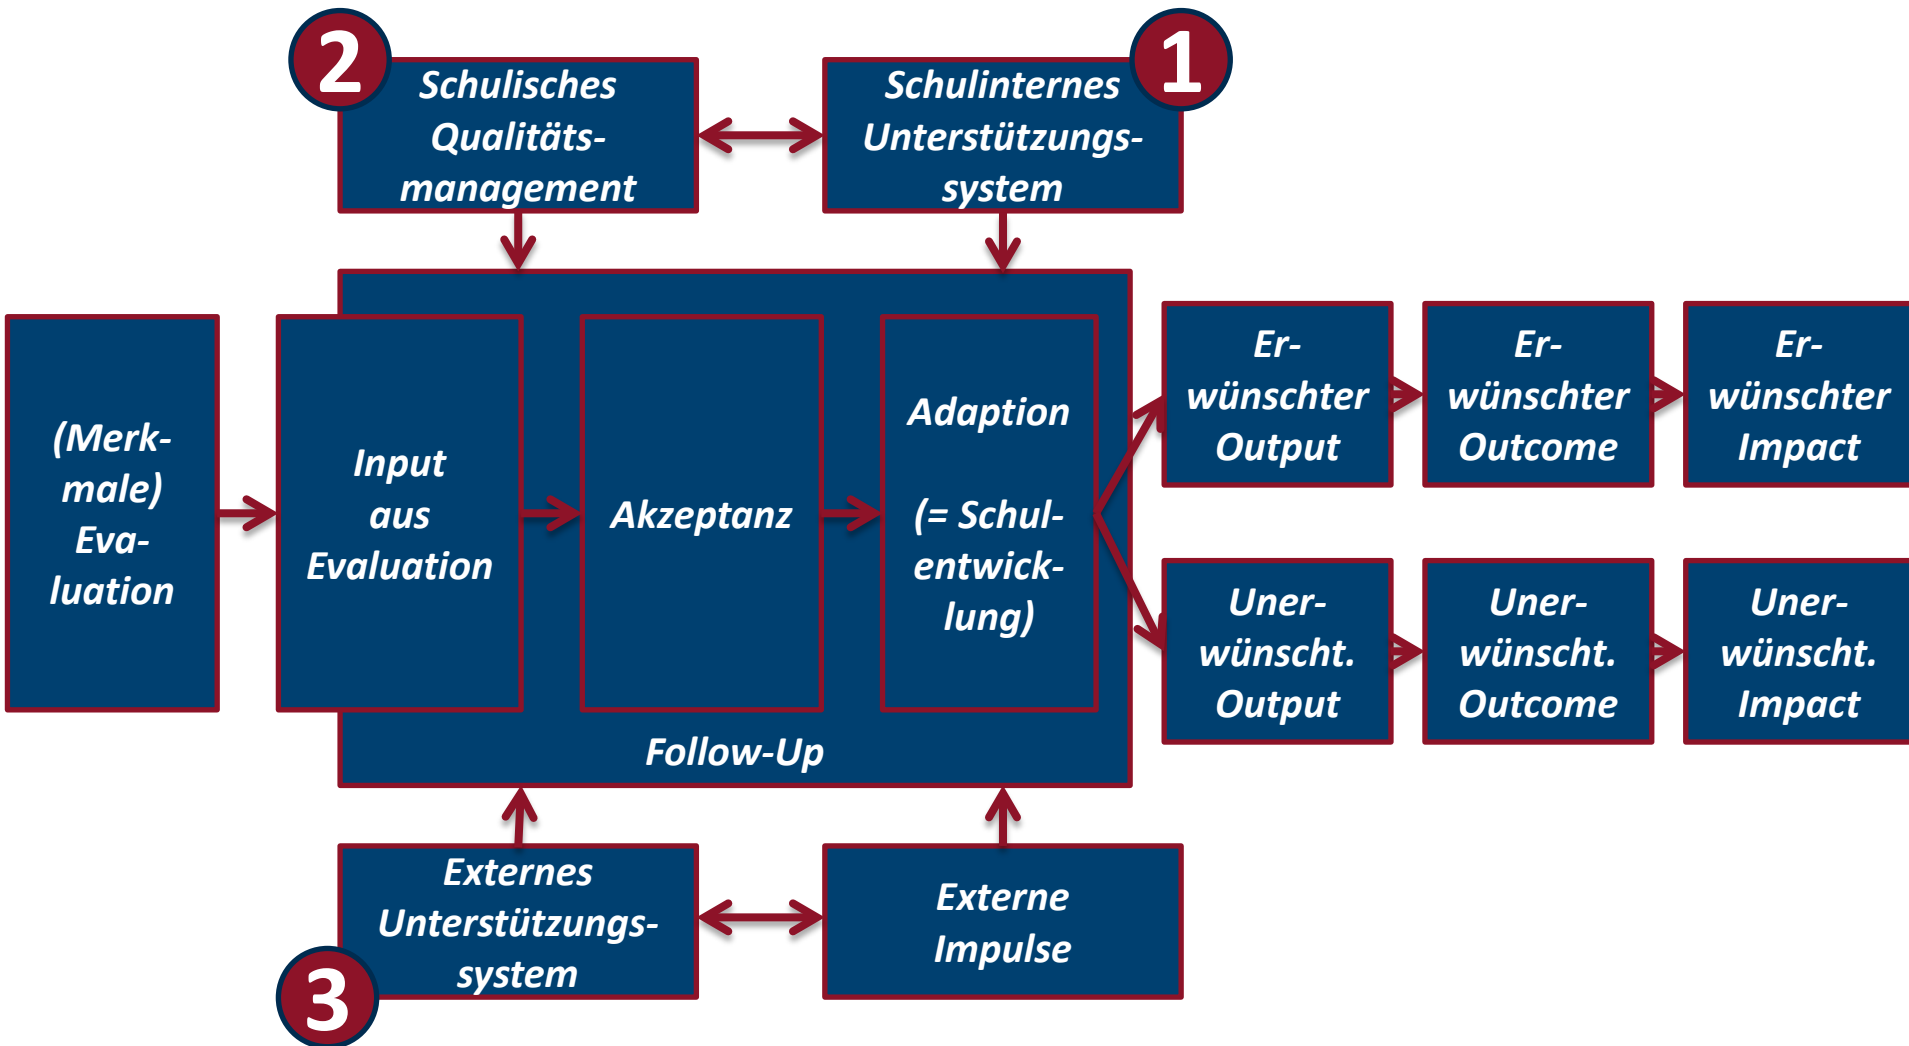 2
Schulisches
Qualitäts-
management
1
Schulinternes
Unterstützungs-
system
(Merk-
male)
Eva-
luation
Input
aus
Evaluation
Akzeptanz
Adaption
(= Schul-
entwick-
lung)
Follow-Up
Er-
wünschter
Output
Er-
wünschter
Outcome
Er-
wünschter
Impact
Uner-
wünscht.
Output
Uner-
wünscht.
Outcome
Uner-
wünscht.
Impact
3
Externes
Unterstützungs-
system
Externe
Impulse